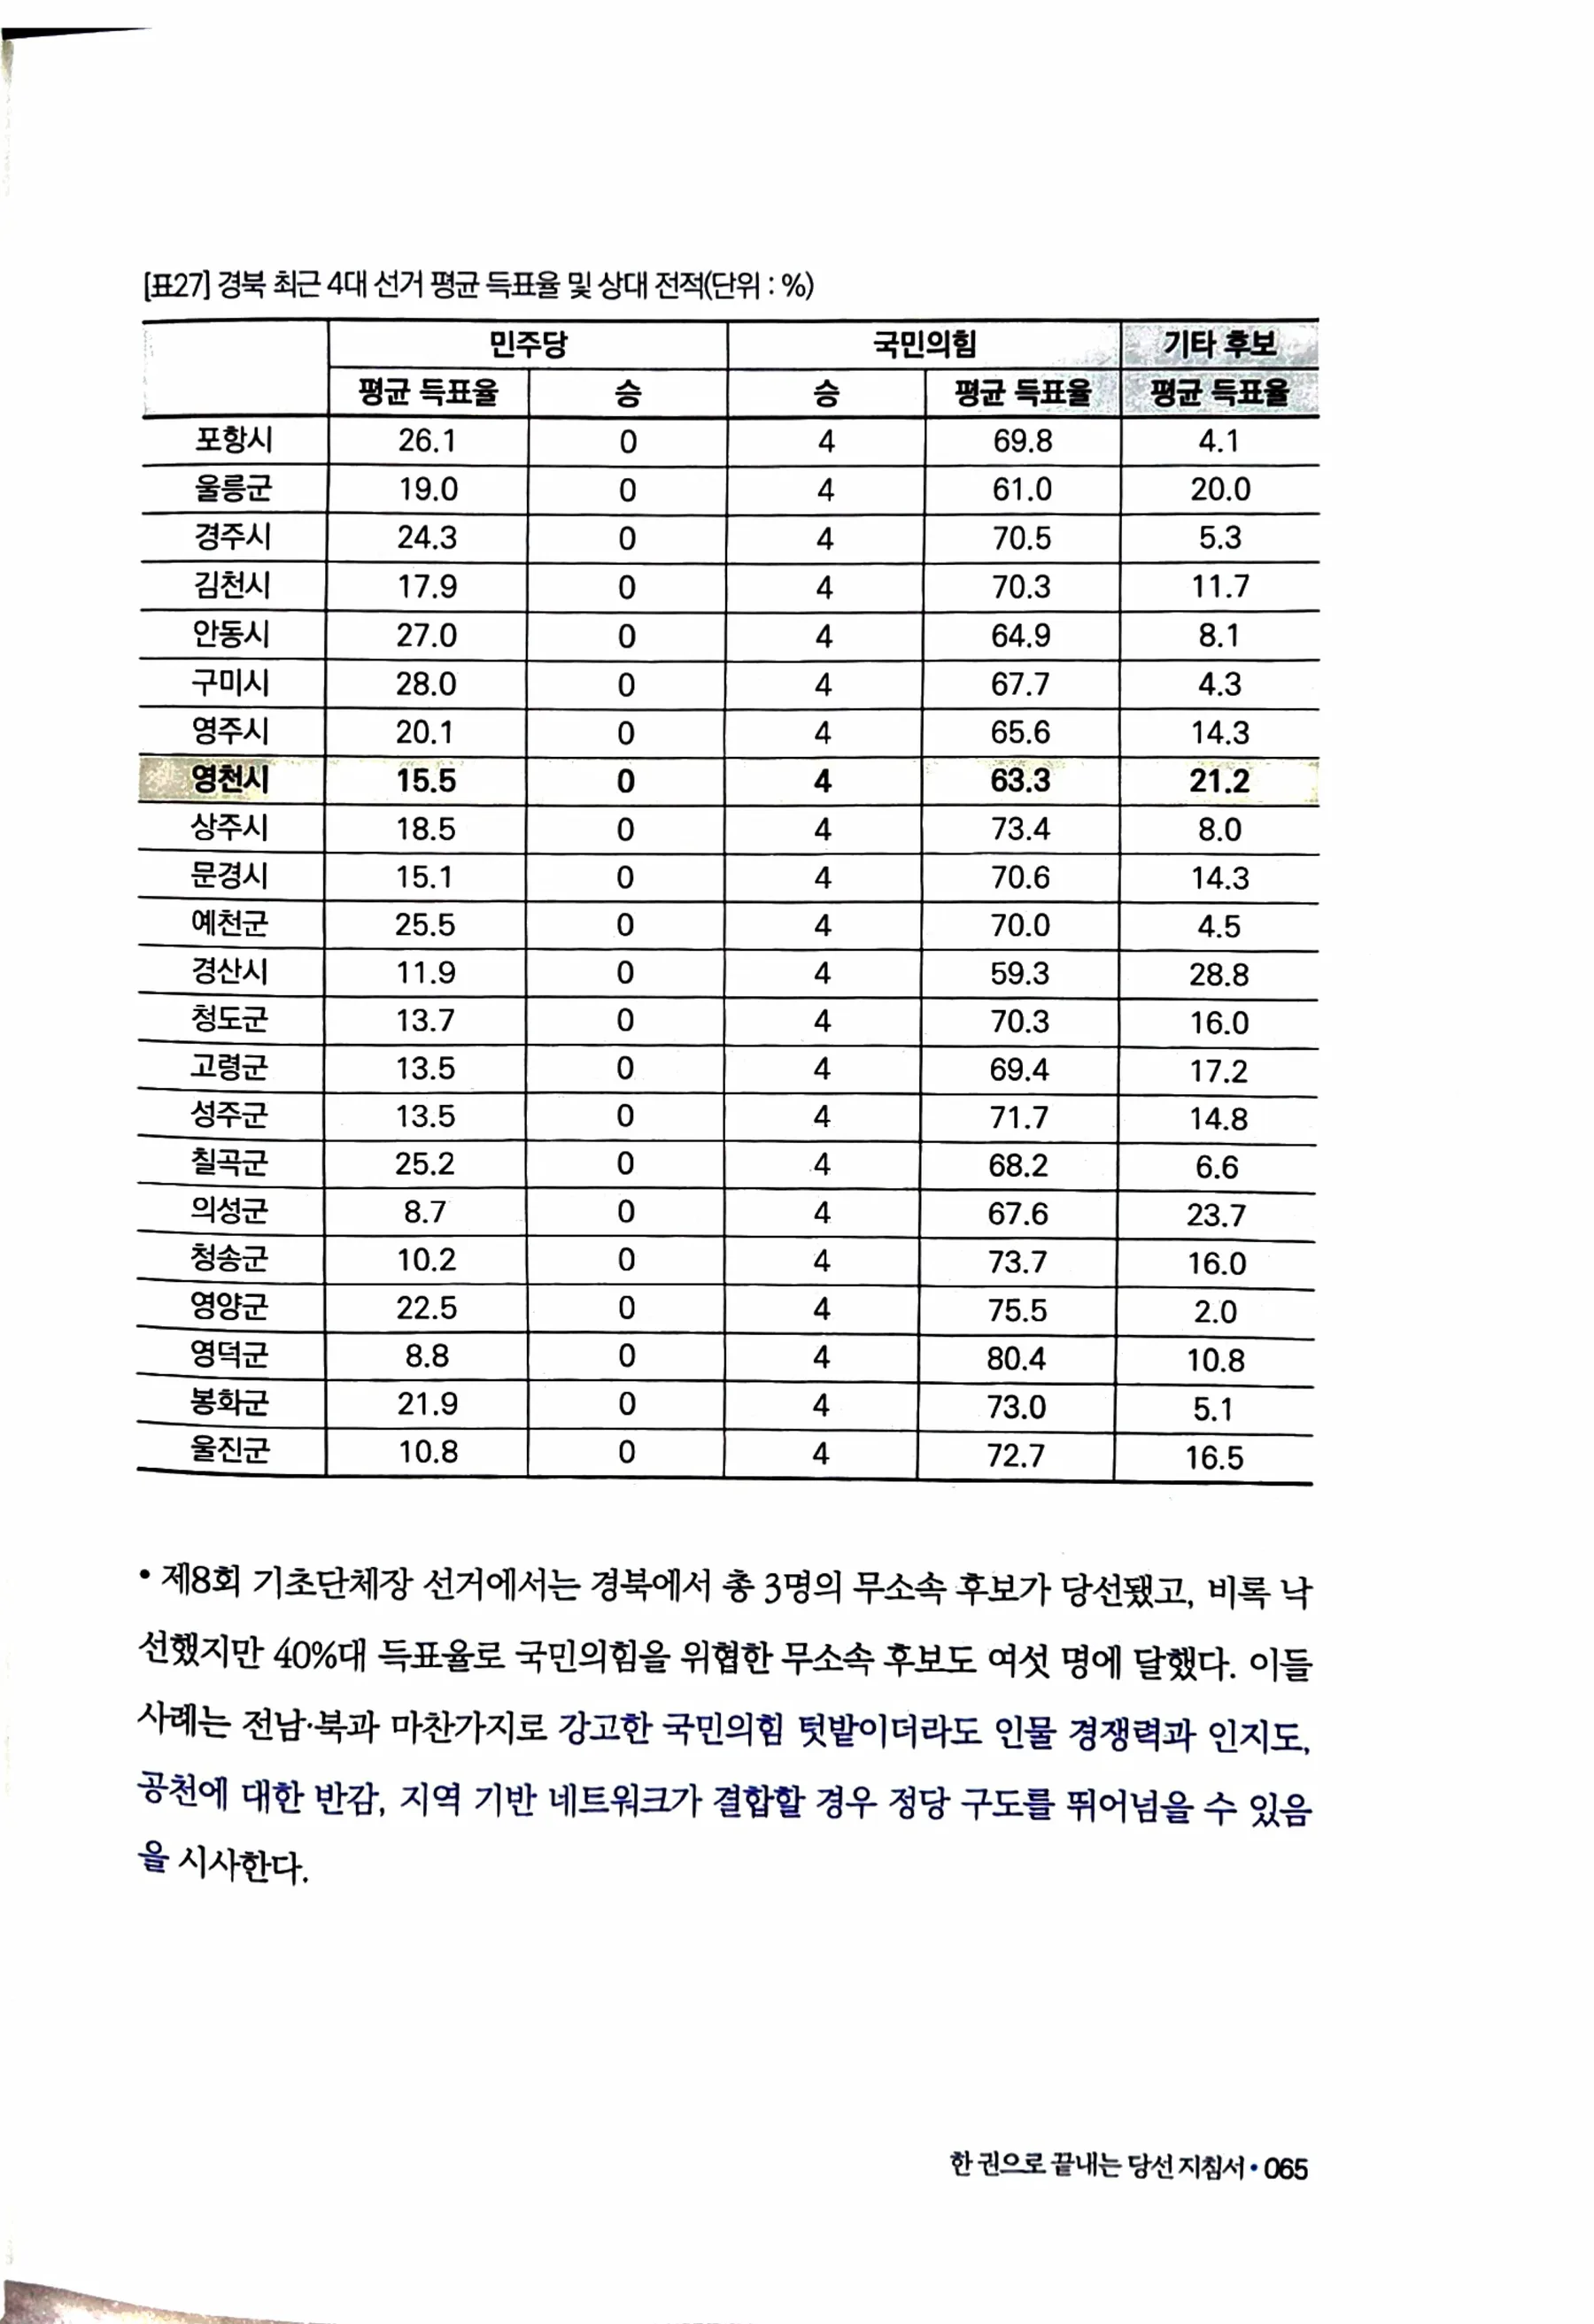 [표27] 경북 최근 4대 선거 평균 득표율 및 상대 전적(단위 : %)
민주당 국민의힘 기타 후보
평균 득표율 승 승 평균 득표율 평균 득표율
포항시 26.1 0 4 69.8 4.1
울릉군 19.0 0 4 61.0 20.0
경주시 24.3 0 4 70.5 5.3
김천시 17.9 0 4 70.3 11.7
안동시 27.0 0 4 64.9 8.1
구미시 28.0 0 4 67.7 4.3
영주시 20.1 0 4 65.6 14.3
영천시 15.5 0 4 63.3 21.2
상주시 18.5 0 4 73.4 8.0
문경시 15.1 0 4 70.6 14.3
예천군 25.5 0 4 70.0 4.5
경산시 11.9 0 4 59.3 28.8
청도군 13.7 0 4 70.3 16.0
고령군 13.5 0 4 69.4 17.2
성주군 13.5 0 4 71.7 14.8
칠곡군 25.2 0 4 68.2 6.6
의성군 8.7 0 4 67.6 23.7
청송군 10.2 0 4 73.7 16.0
영양군 22.5 0 4 75.5 2.0
영덕군 8.8 0 4 80.4 10.8
봉화군 21.9 0 4 73.0 5.1
울진군 10.8 0 4 72.7 16.5
• 제8회 기초단체장 선거에서는 경북에서 총 3명의 무소속 후보가 당선됐고, 비록 낙
선했지만 40%대 득표율로 국민의힘을 위협한 무소속 후보도 여섯 명에 달했다. 이들
사례는 전남·북과 마찬가지로 강고한 국민의힘 텃밭이더라도 인물 경쟁력과 인지도,
공천에 대한 반감, 지역 기반 네트워크가 결합할 경우 정당 구도를 뛰어넘을 수 있음
을 시사한다.
한 권으로 끝내는 당선 지침서 • 065